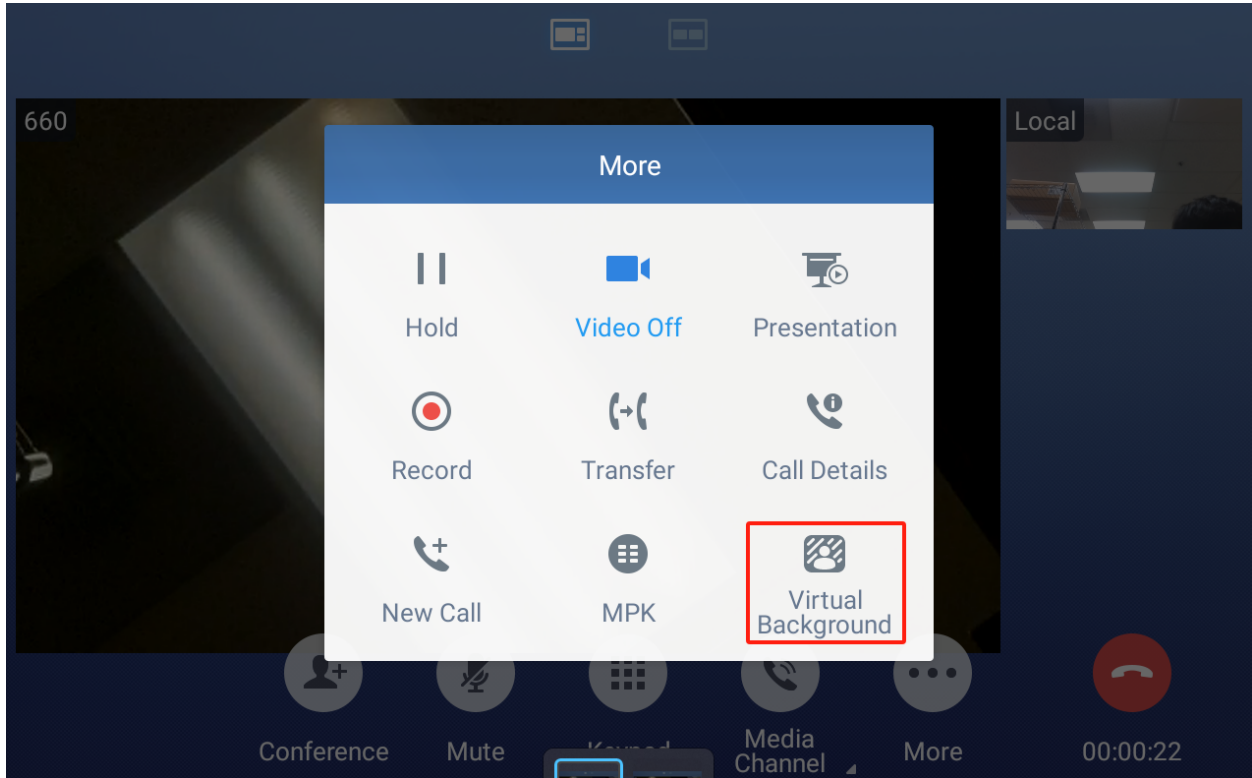 660
Local
More
Hold
Video Off
Presentation
Record
Transfer
Call Details
New Call
MPK
Virtual
Background
Conference
Mute
Keypad
Media
Channel
More
00:00:22